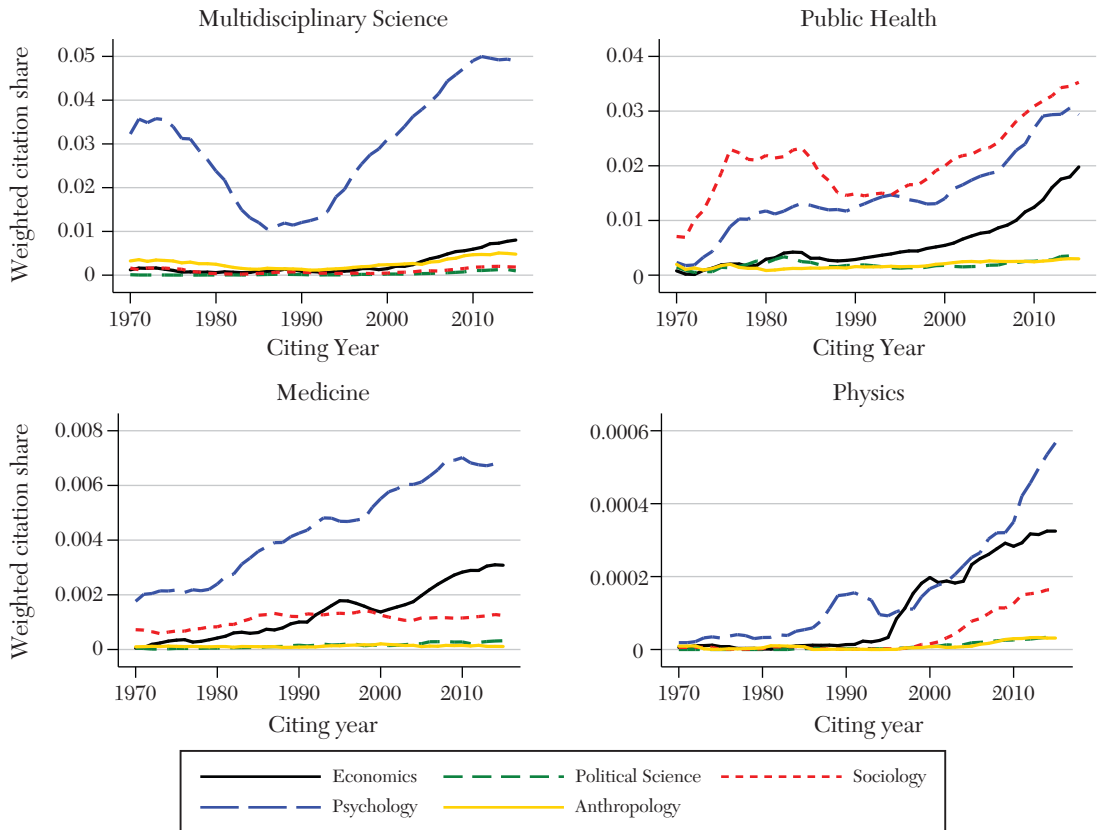 Multidisciplinary Science
Weighted citation share
0.05
0.04
0.03
0.02
0.01
0
1970 1980 1990 2000 2010
Citing Year
Public Health
0.04
0.03
0.02
0.01
0
1970 1980 1990 2000 2010
Citing Year
Medicine
Weighted citation share
0.008
0.006
0.004
0.002
0
1970 1980 1990 2000 2010
Citing year
Physics
0.0006
0.0004
0.0002
0
1970 1980 1990 2000 2010
Citing year
Economics Political Science Sociology
Psychology Anthropology